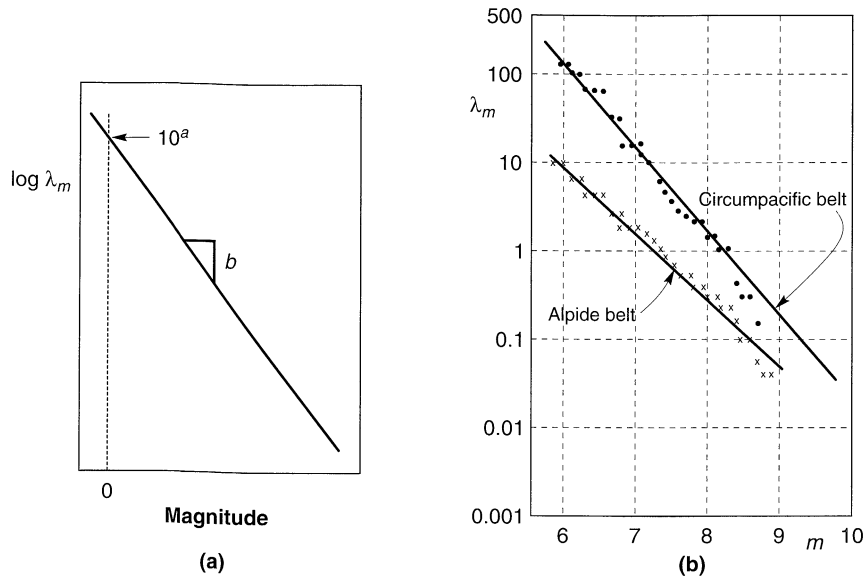 10ᵃ
log λₘ
b
0
Magnitude
(a)
500
100
λₘ
10
1
0.1
0.01
0.001
Circumpacific belt
Alpide belt
6 7 8 9 m 10
(b)